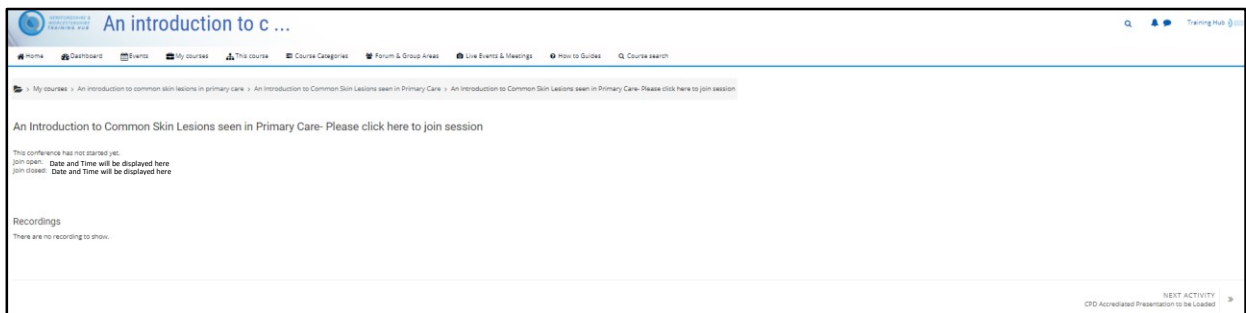 HEREFORDSHIRE &
WORCESTERSHIRE
TRAINING HUB
An introduction to c ...
Training Hub
Home Dashboard Events My courses This course Course Categories Forum & Group Areas Live Events & Meetings How to Guides Course search
> My courses > An introduction to common skin lesions in primary care > An Introduction to Common Skin Lesions seen in Primary Care > An Introduction to Common Skin Lesions seen in Primary Care- Please click here to join session
An Introduction to Common Skin Lesions seen in Primary Care- Please click here to join session
This conference has not started yet.
Join open: Date and Time will be displayed here
Join closed: Date and Time will be displayed here
Recordings
There are no recording to show.
NEXT ACTIVITY
CPD Accrediated Presentation to be Loaded »